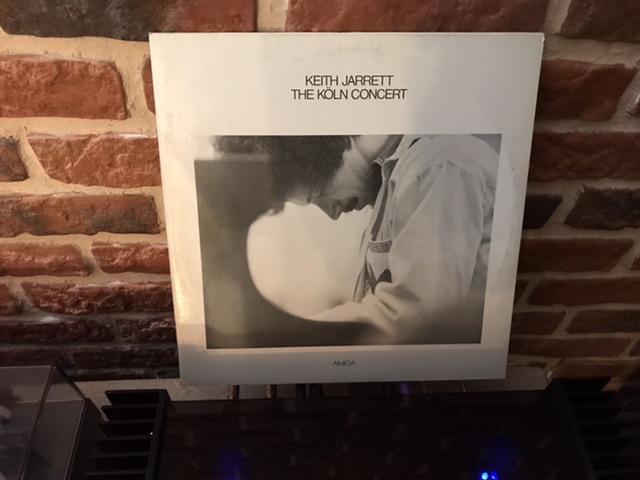 KEITH JARRETT
THE KÖLN CONCERT
AMIGA